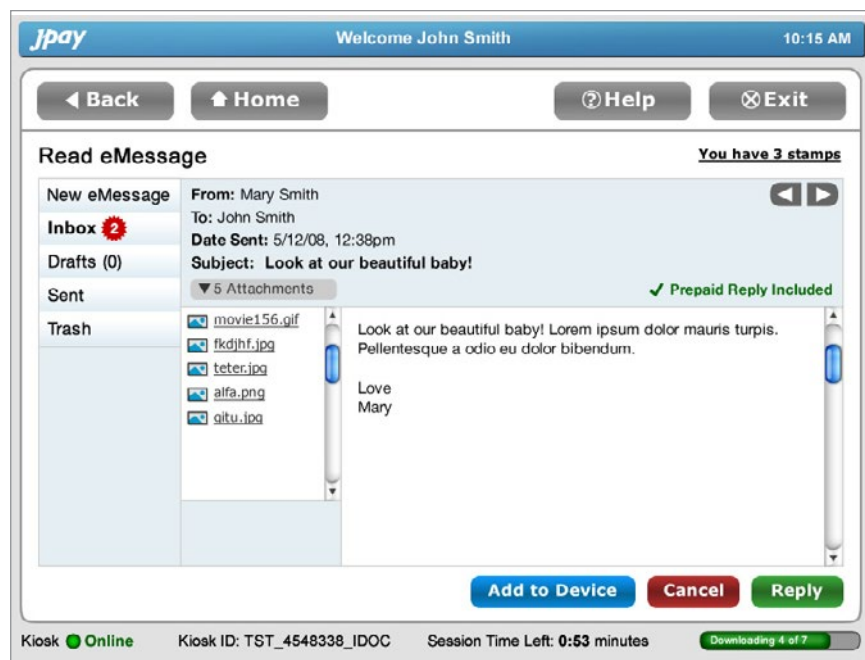 Jpay Welcome John Smith 10:15 AM
Back Home Help Exit
Read eMessage You have 3 stamps
New eMessage
Inbox 2
Drafts (0)
Sent
Trash
From: Mary Smith
To: John Smith
Date Sent: 5/12/08, 12:38pm
Subject: Look at our beautiful baby!
5 Attachments Prepaid Reply Included
movie156.gif
fkdjhf.jpg
teter.jpg
alfa.png
gitu.jpg
Look at our beautiful baby! Lorem ipsum dolor mauris turpis.
Pellentesque a odio eu dolor bibendum.
Love
Mary
Add to Device Cancel Reply
Kiosk Online Kiosk ID: TST_4548338_IDOC Session Time Left: 0:53 minutes Downloading 4 of 7